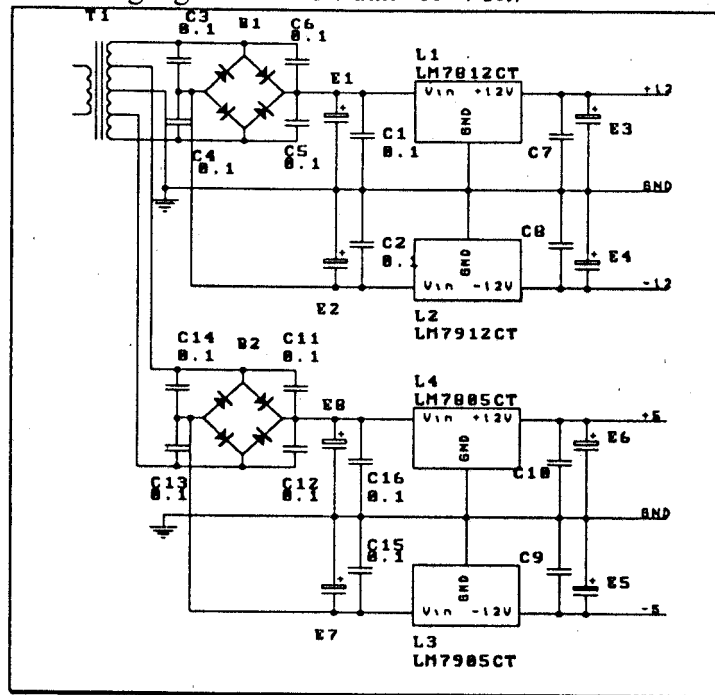 T1
C3
0.1
B1
C6
0.1
E1
L1
LM7812CT
Vin +12V
GND
+12
C4
0.1
C5
0.1
C1
0.1
C7
E3
GND
C2
0.1
C8
E4
GND
Vin -12V
-12
E2
L2
LM7912CT
C14
0.1
B2
C11
0.1
E8
L4
LM7805CT
Vin +12V
GND
+5
C13
0.1
C12
0.1
C16
0.1
C10
E6
GND
C15
0.1
C9
E5
GND
Vin -12V
-5
E7
L3
LM7905CT